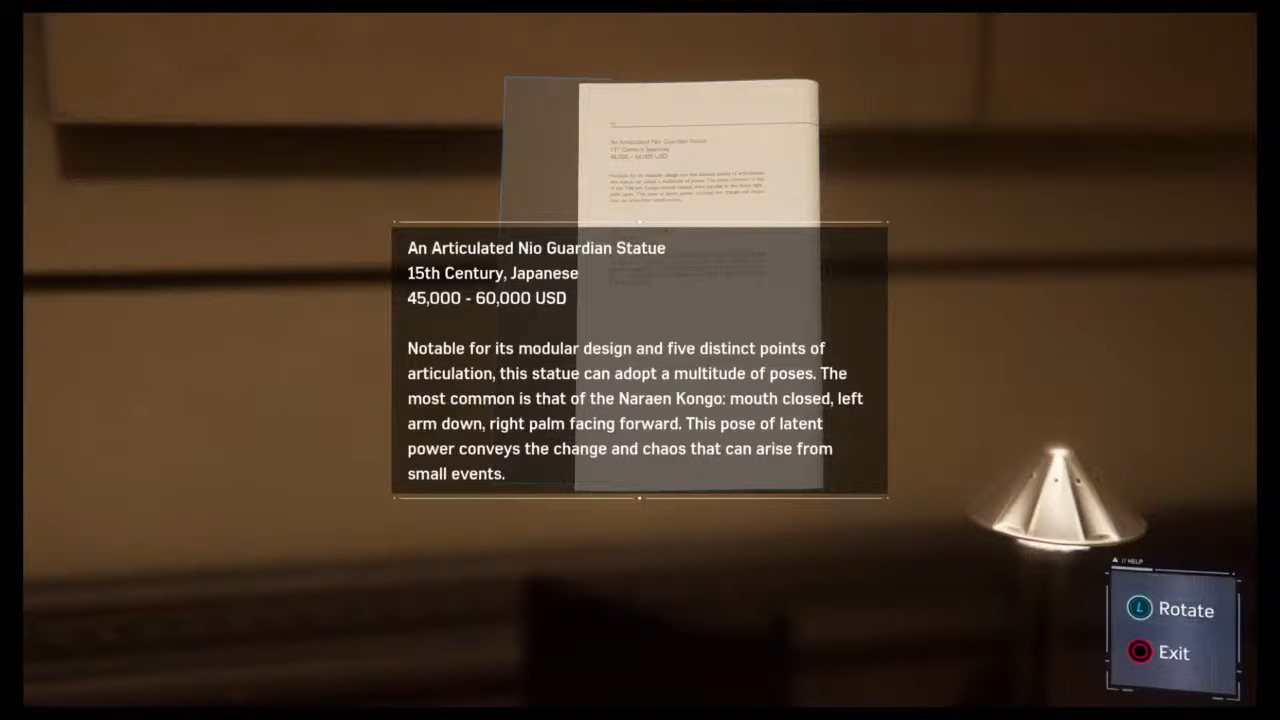 An Articulated Nio Guardian Statue
15th Century, Japanese
45,000 - 60,000 USD
Notable for its modular design and five distinct points of
articulation, this statue can adopt a multitude of poses. The
most common is that of the Naraen Kongo: mouth closed, left
arm down, right palm facing forward. This pose of latent
power conveys the change and chaos that can arise from
small events.
// HELP
L Rotate
Exit